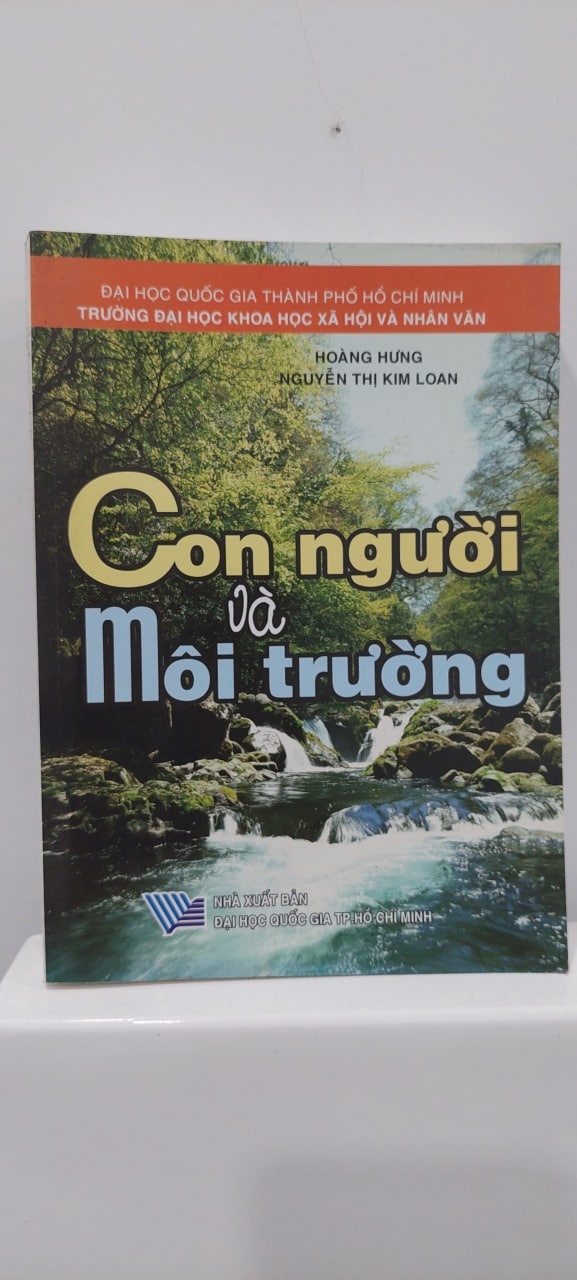 ĐẠI HỌC QUỐC GIA THÀNH PHỐ HỒ CHÍ MINH
TRƯỜNG ĐẠI HỌC KHOA HỌC XÃ HỘI VÀ NHÂN VĂN
HOÀNG HƯNG
NGUYỄN THỊ KIM LOAN
Con người
và
Môi trường
NHÀ XUẤT BẢN
ĐẠI HỌC QUỐC GIA TP.HỒ CHÍ MINH